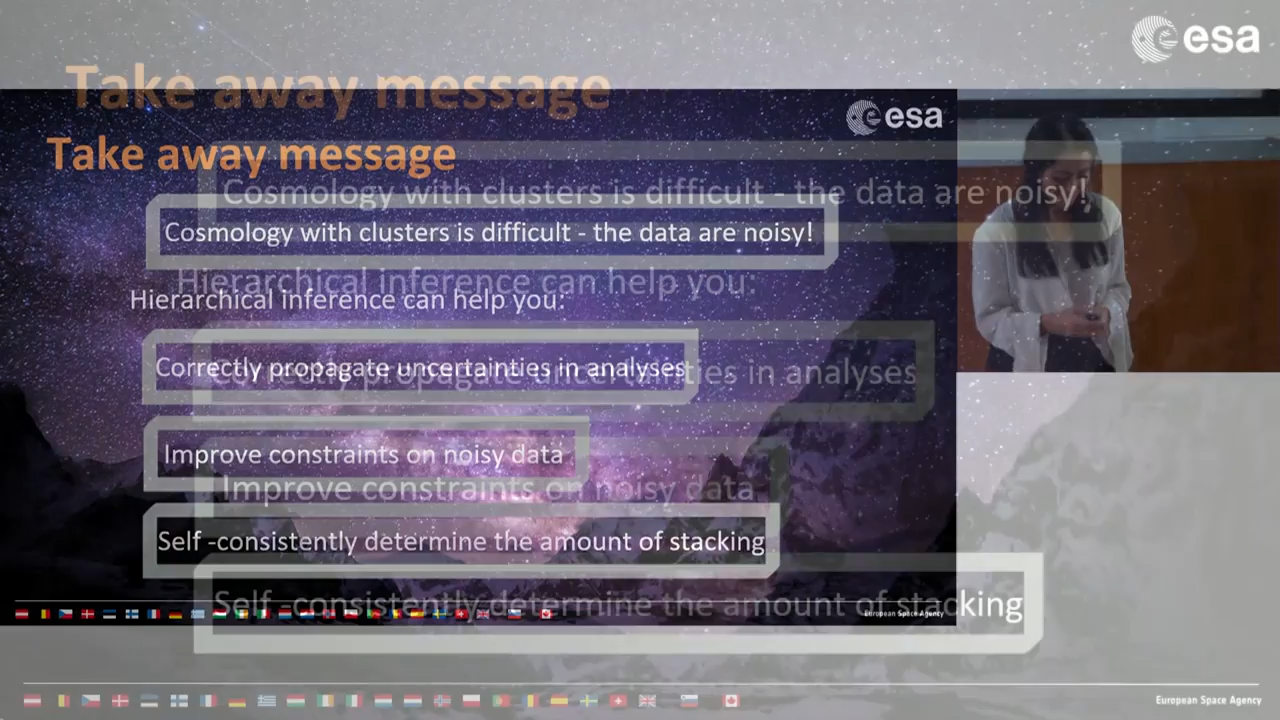 esa
Take away message
esa
Take away message
Cosmology with clusters is difficult - the data are noisy!
Cosmology with clusters is difficult - the data are noisy!
Hierarchical inference can help you:
Hierarchical inference can help you:
Correctly propagate uncertainties in analyses
Correctly propagate uncertainties in analyses
Improve constraints on noisy data
Improve constraints on noisy data
Self -consistently determine the amount of stacking
Self -consistently determine the amount of stacking
European Space Agency
European Space Agency